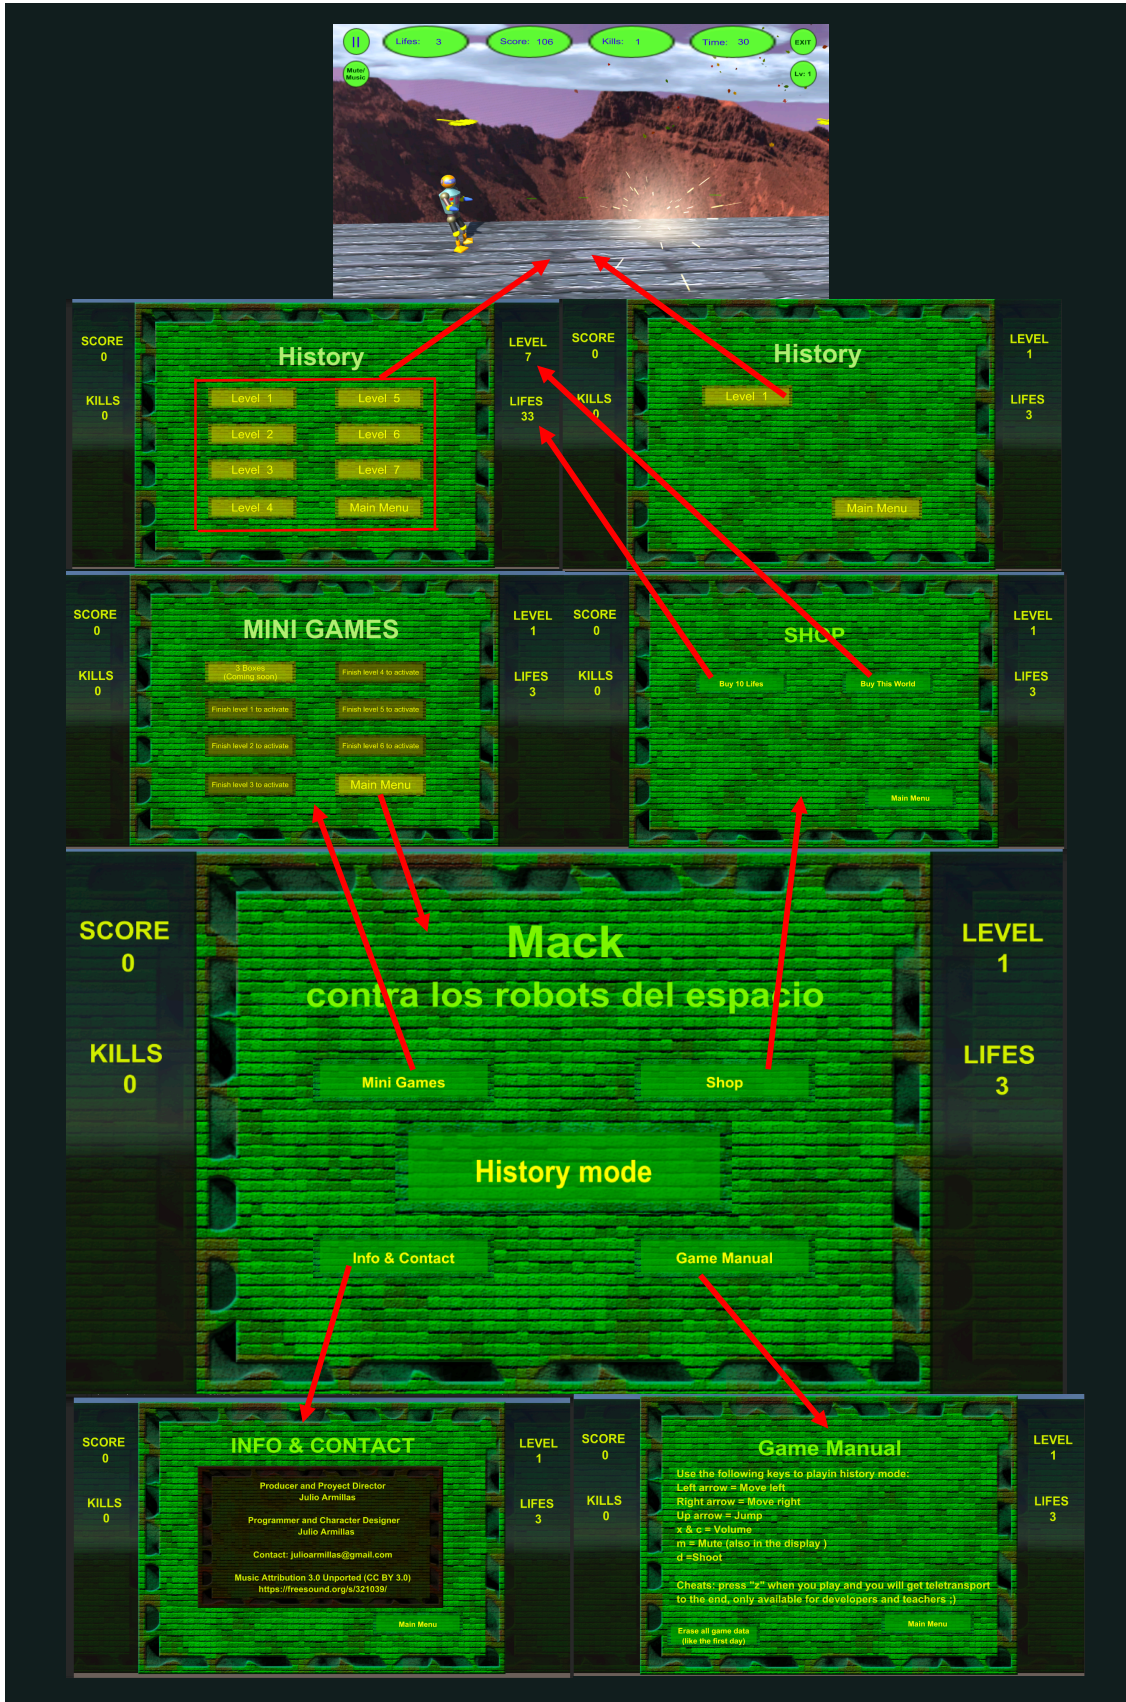 Lifes: 3
Score: 106
Kills: 1
Time: 30
EXIT
Mute/
Music
Lv: 1
SCORE
0
KILLS
0
History
Level 1
Level 5
Level 2
Level 6
Level 3
Level 7
Level 4
Main Menu
LEVEL
7
LIFES
33
SCORE
0
KILLS
0
History
Level 1
Main Menu
LEVEL
1
LIFES
3
SCORE
0
KILLS
0
MINI GAMES
3 Boxes
(Coming soon)
Finish level 4 to activate
Finish level 1 to activate
Finish level 5 to activate
Finish level 2 to activate
Finish level 6 to activate
Finish level 3 to activate
Main Menu
LEVEL
1
LIFES
3
SCORE
0
KILLS
0
SHOP
Buy 10 Lifes
Buy This World
Main Menu
LEVEL
1
LIFES
3
SCORE
0
KILLS
0
Mack
contra los robots del espacio
Mini Games
Shop
History mode
Info & Contact
Game Manual
LEVEL
1
LIFES
3
SCORE
0
KILLS
0
INFO & CONTACT
Producer and Proyect Director
Julio Armillas
Programmer and Character Designer
Julio Armillas
Contact: julioarmillas@gmail.com
Music Attribution 3.0 Unported (CC BY 3.0)
https://freesound.org/s/321039/
Main Menu
LEVEL
1
LIFES
3
SCORE
0
KILLS
0
Game Manual
Use the following keys to playin history mode:
Left arrow = Move left
Right arrow = Move right
Up arrow = Jump
x & c = Volume
m = Mute (also in the display )
d =Shoot
Cheats: press "z" when you play and you will get teletransport
to the end, only available for developers and teachers ;)
Erase all game data
(like the first day)
Main Menu
LEVEL
1
LIFES
3